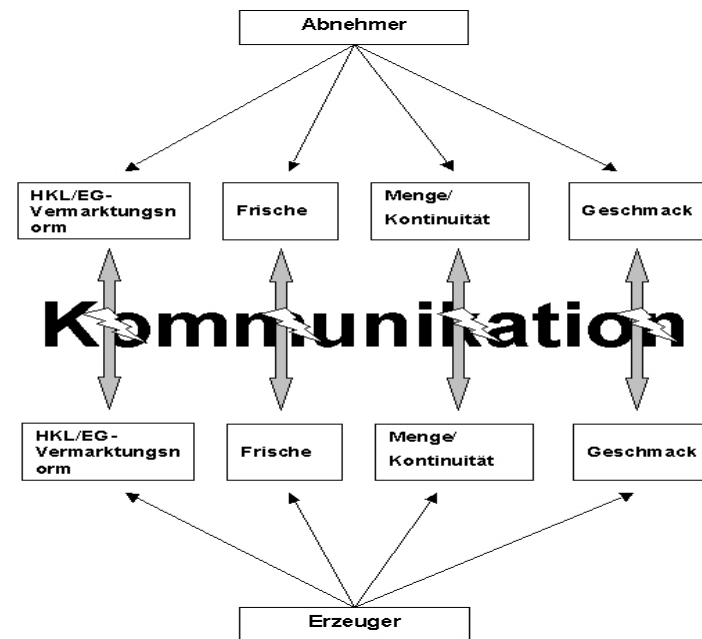 Abnehmer
HKL/EG-
Vermarktungsn
orm
Frische
Menge/
Kontinuität
Geschmack
Kommunikation
HKL/EG-
Vermarktungsn
orm
Frische
Menge/
Kontinuität
Geschmack
Erzeuger